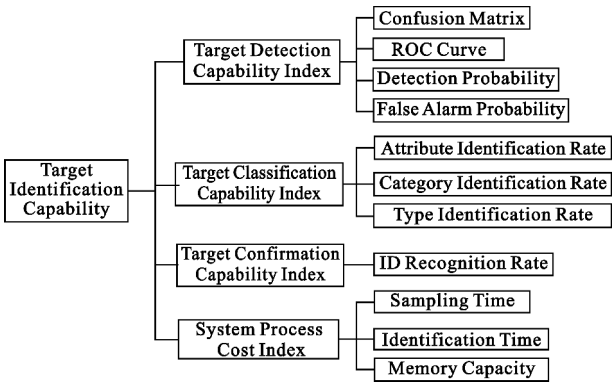 Target
Identification
Capability
Target Detection
Capability Index
Confusion Matrix
ROC Curve
Detection Probability
False Alarm Probability
Target Classification
Capability Index
Attribute Identification Rate
Category Identification Rate
Type Identification Rate
Target Confirmation
Capability Index
ID Recognition Rate
System Process
Cost Index
Sampling Time
Identification Time
Memory Capacity